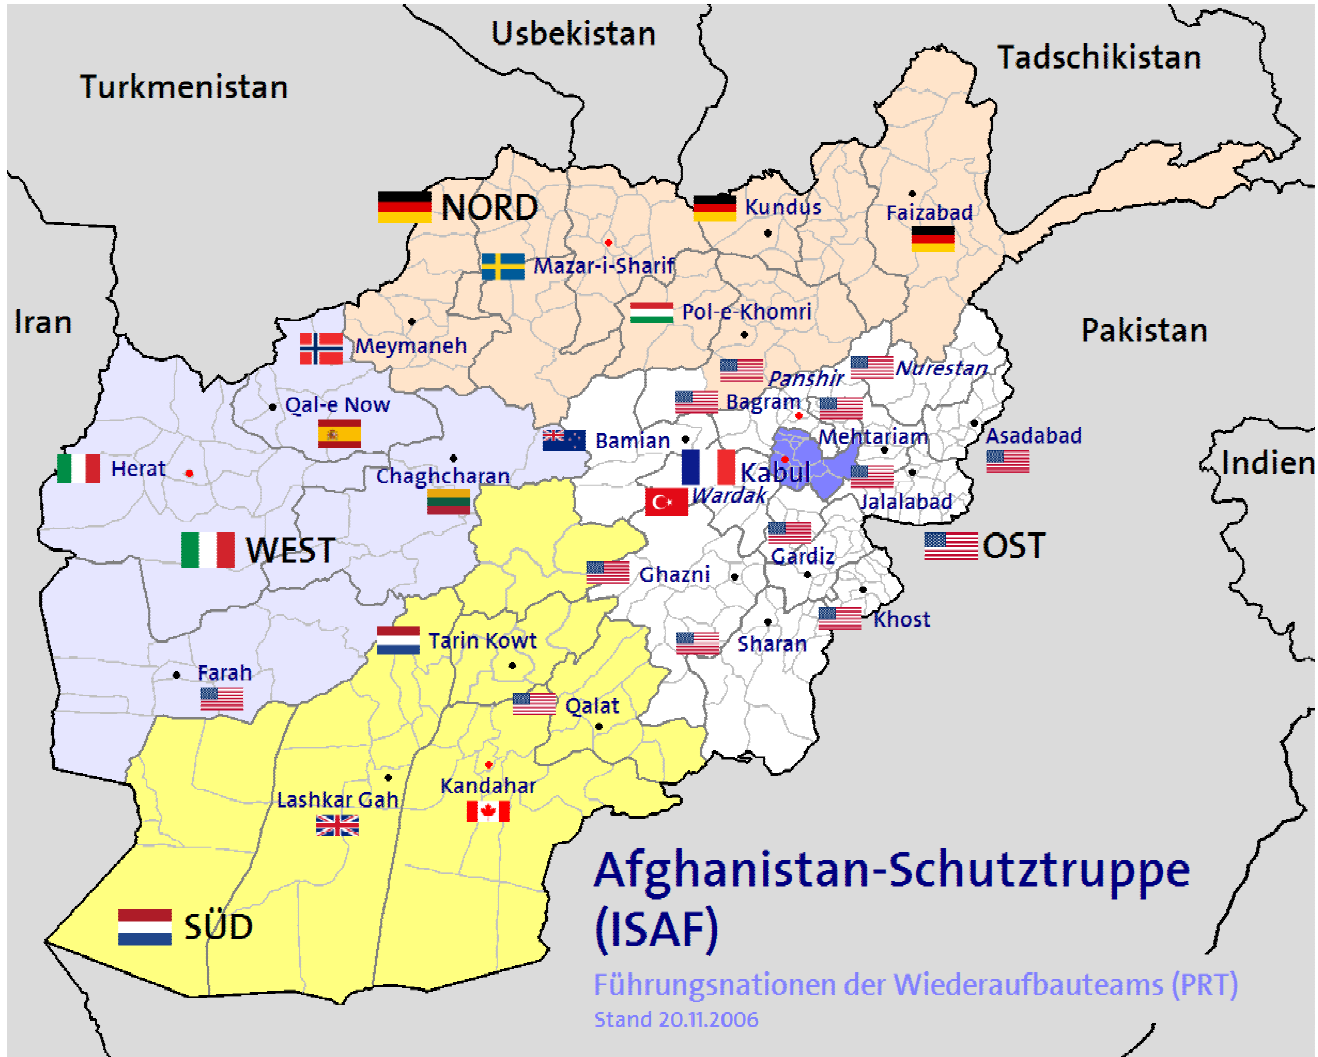 Usbekistan
Tadschikistan
Turkmenistan
NORD
Kundus
Faizabad
Mazar-i-Sharif
Iran
Pol-e-Khomri
Pakistan
Meymaneh
Panshir
Nurestan
Qal-e Now
Bagram
Bamian
Mehtariam
Asadabad
Herat
Chaghcharan
Kabul
Indien
Wardak
Jalalabad
WEST
OST
Gardiz
Ghazni
Khost
Tarin Kowt
Sharan
Farah
Qalat
Kandahar
Lashkar Gah
SÜD
Afghanistan-Schutztruppe
(ISAF)
Führungsnationen der Wiederaufbauteams (PRT)
Stand 20.11.2006